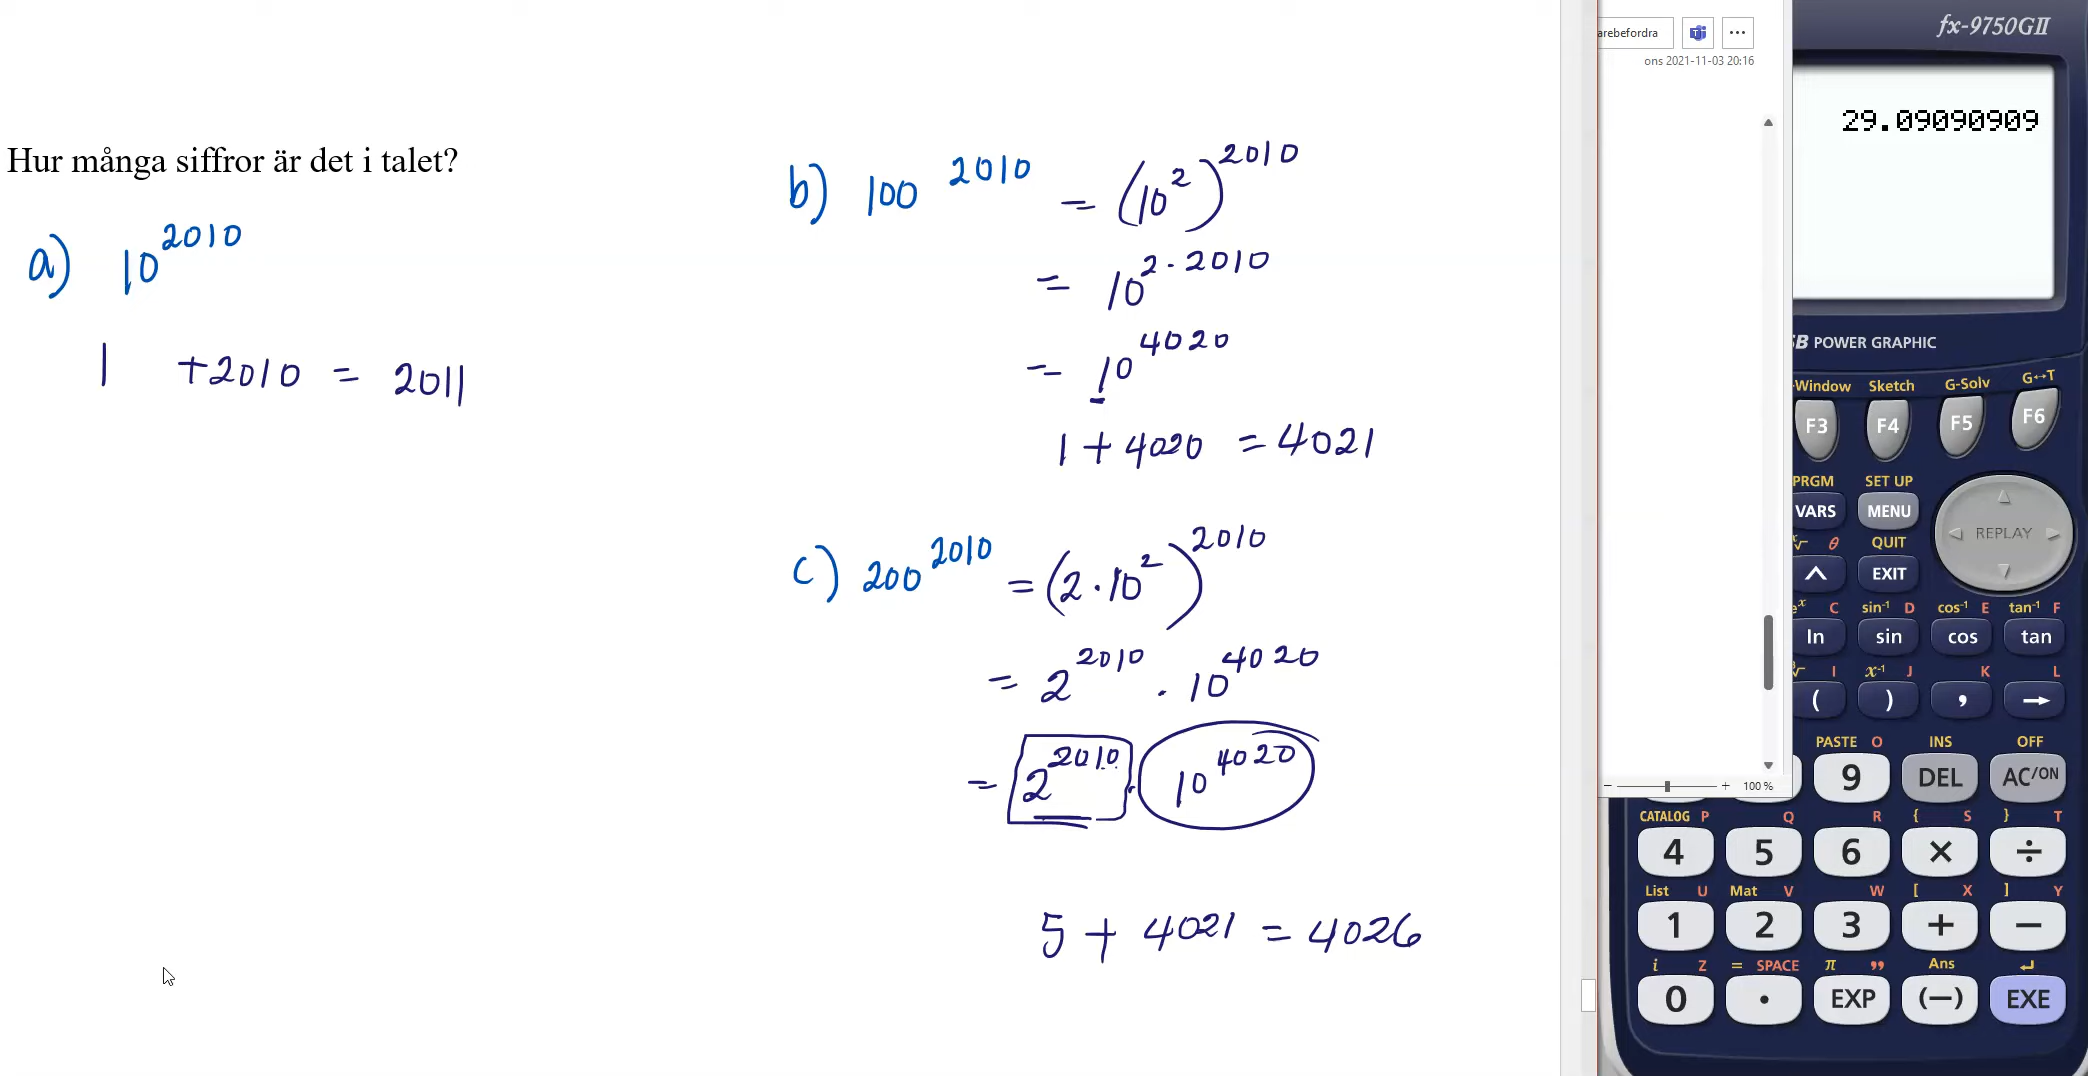 Hur många siffror är det i talet?
a) 10^2010
1 + 2010 = 2011
b) 100^2010 = (10^2)^2010
= 10^2·2010
= 10^4020
1 + 4020 = 4021
c) 200^2010 = (2·10^2)^2010
= 2^2010 · 10^4020
= 2^2010 · 10^4020
5 + 4021 = 4026
arebefordra
ons 2021-11-03 20:16
100 %
fx-9750GII
29.09090909
POWER GRAPHIC
-Window Sketch G-Solv G↔T
F3 F4 F5 F6
PRGM SET UP
VARS MENU REPLAY
θ QUIT
^ EXIT
e^x C sin⁻¹ D cos⁻¹ E tan⁻¹ F
In sin cos tan
I x⁻¹ J K L
( ) , →
PASTE O INS OFF
9 DEL AC/ON
CATALOG P Q R { S } T
4 5 6 × ÷
List U Mat V W [ X ] Y
1 2 3 + −
i Z = SPACE π " Ans ↵
0 . EXP (−) EXE